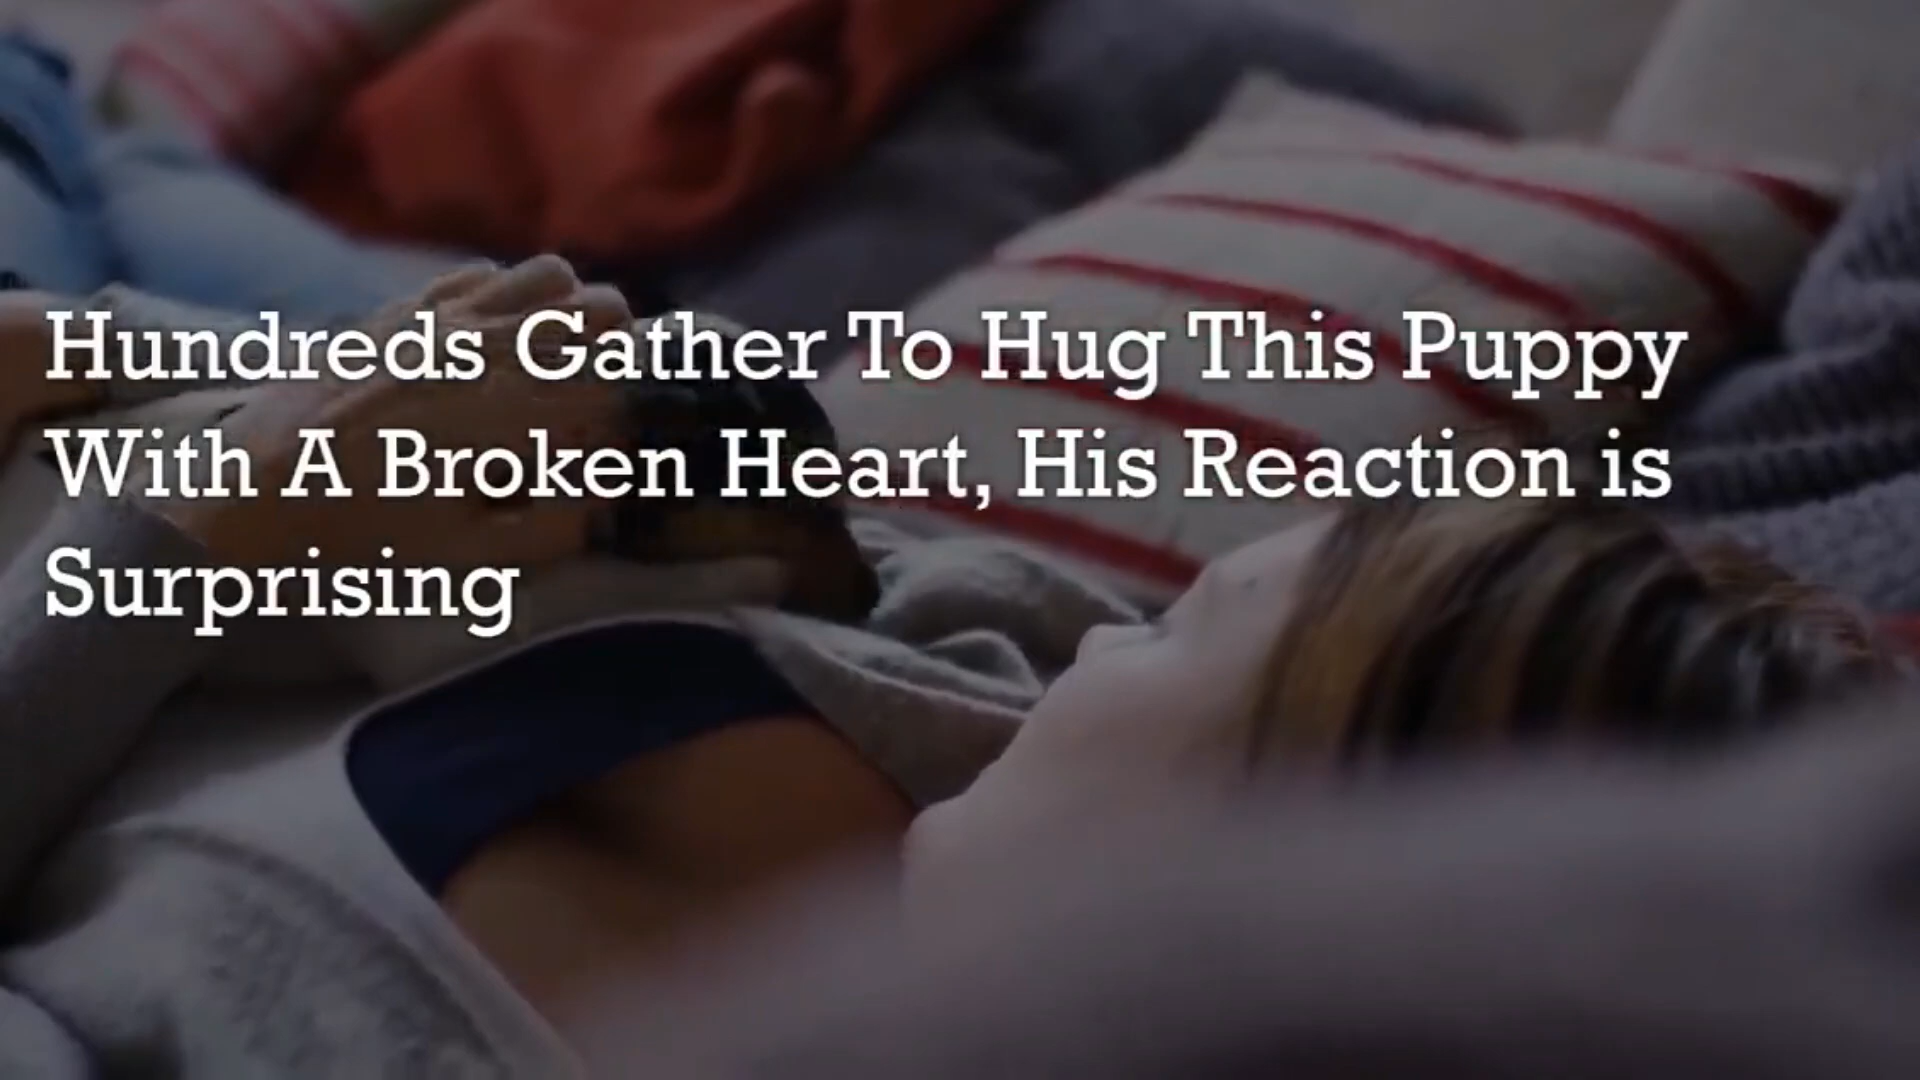 Hundreds Gather To Hug This Puppy
With A Broken Heart, His Reaction is
Surprising